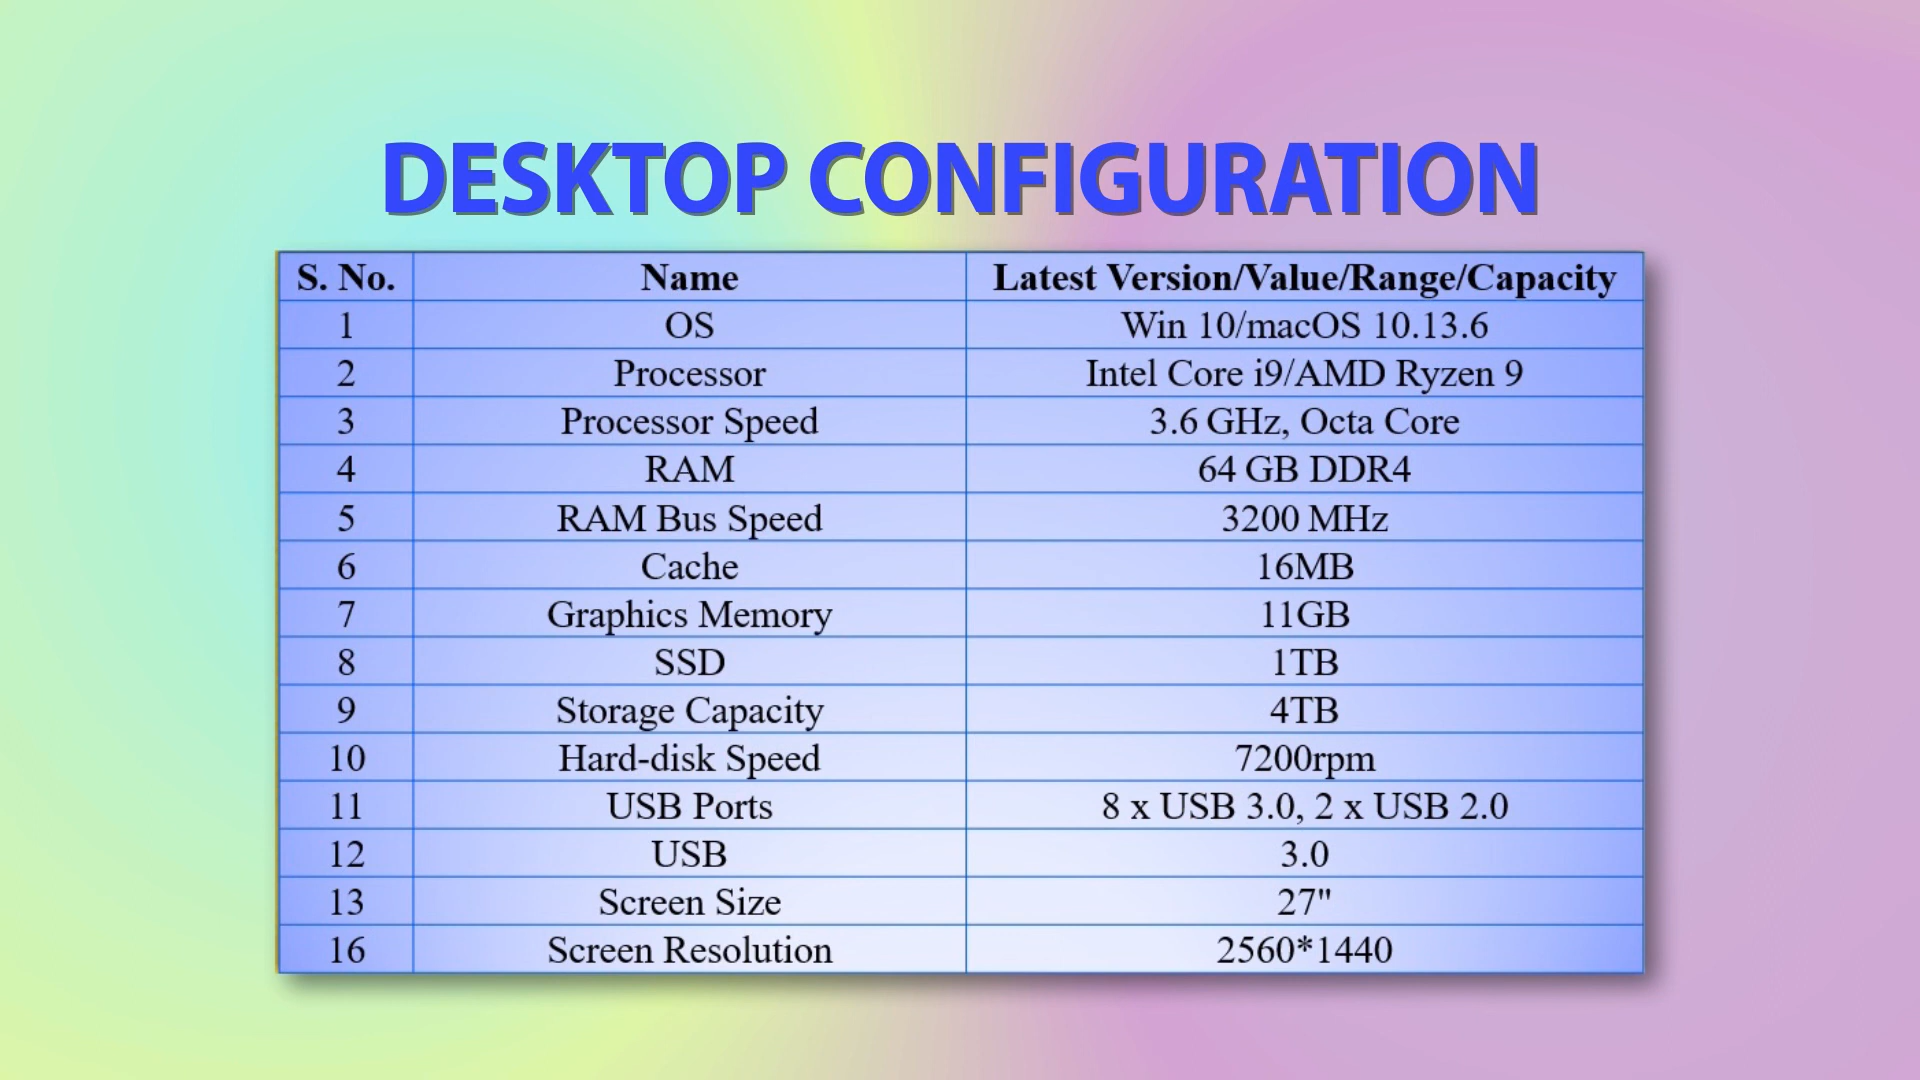 DESKTOP CONFIGURATION
S. No. Name Latest Version/Value/Range/Capacity
1 OS Win 10/macOS 10.13.6
2 Processor Intel Core i9/AMD Ryzen 9
3 Processor Speed 3.6 GHz, Octa Core
4 RAM 64 GB DDR4
5 RAM Bus Speed 3200 MHz
6 Cache 16MB
7 Graphics Memory 11GB
8 SSD 1TB
9 Storage Capacity 4TB
10 Hard-disk Speed 7200rpm
11 USB Ports 8 x USB 3.0, 2 x USB 2.0
12 USB 3.0
13 Screen Size 27"
16 Screen Resolution 2560*1440